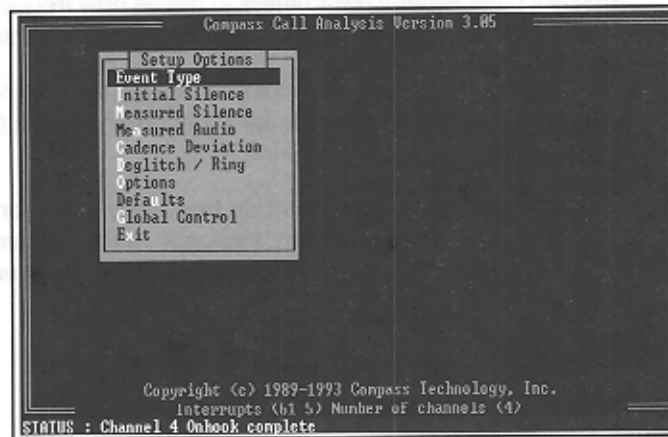 Compass Call Analysis Version 3.05
Setup Options
Event Type
Initial Silence
Measured Silence
Measured Audio
Cadence Deviation
Deglitch / Ring
Options
Defaults
Global Control
Exit
Copyright (c) 1989-1993 Compass Technology, Inc.
Interrupts (61 5) Number of channels (4)
STATUS : Channel 4 Onhook complete